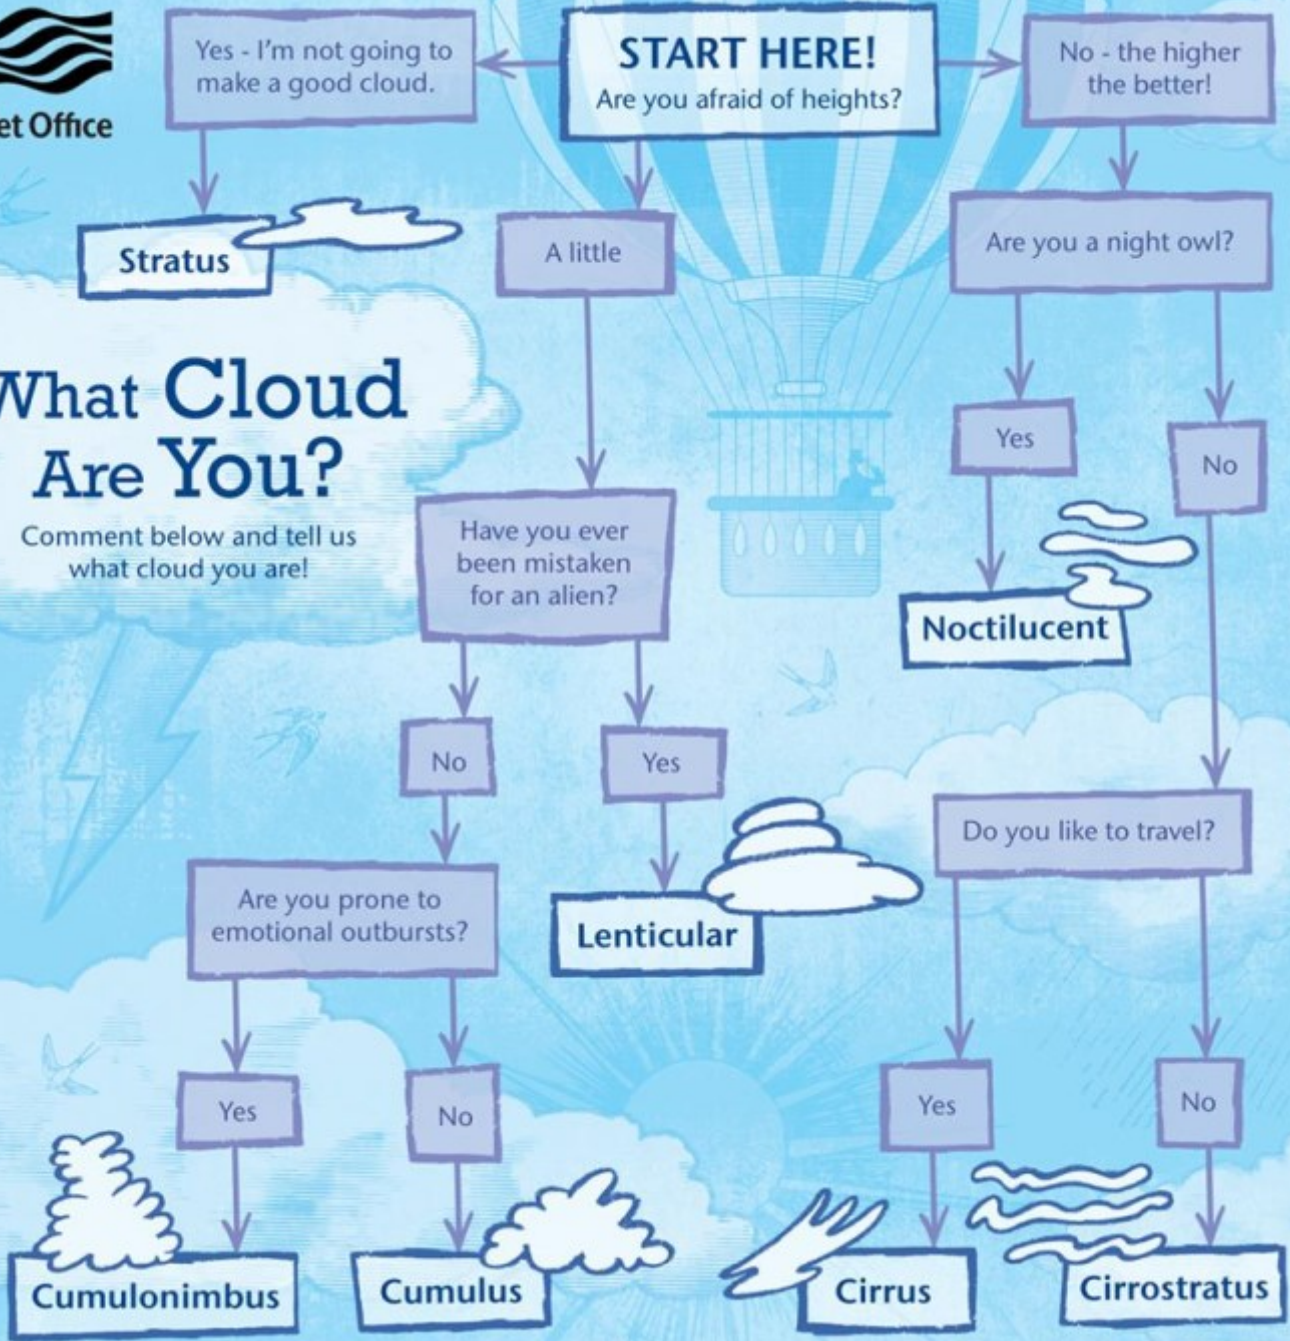 et Office
Yes - I'm not going to
make a good cloud.
START HERE!
Are you afraid of heights?
No - the higher
the better!
Stratus
A little
Are you a night owl?
What Cloud
Are You?
Comment below and tell us
what cloud you are!
Yes
No
Have you ever
been mistaken
for an alien?
Noctilucent
No
Yes
Do you like to travel?
Are you prone to
emotional outbursts?
Lenticular
Yes
No
Yes
No
Cumulonimbus
Cumulus
Cirrus
Cirrostratus